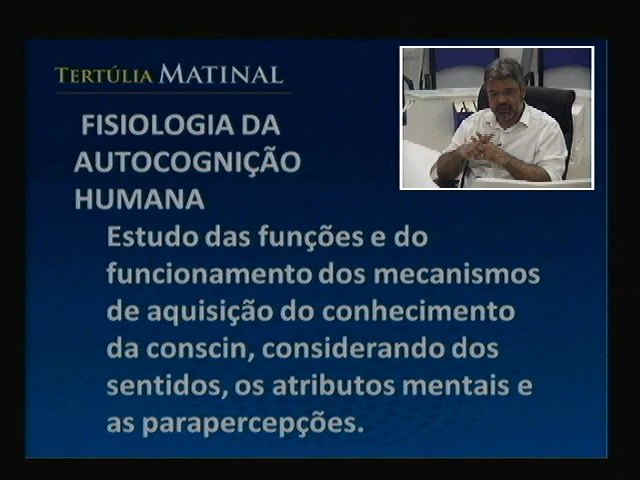 TERTÚLIA MATINAL
FISIOLOGIA DA
AUTOCOGNIÇÃO
HUMANA
Estudo das funções e do
funcionamento dos mecanismos
de aquisição do conhecimento
da conscin, considerando dos
sentidos, os atributos mentais e
as parapercepções.